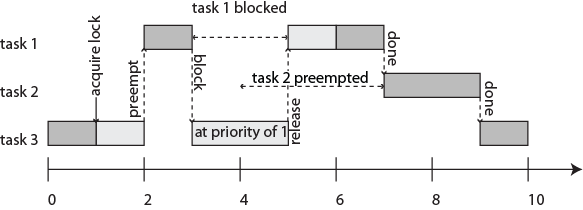 task 1 blocked
task 1
acquire lock
preempt
block
done
task 2
task 2 preempted
done
task 3
at priority of 1
release
0 2 4 6 8 10